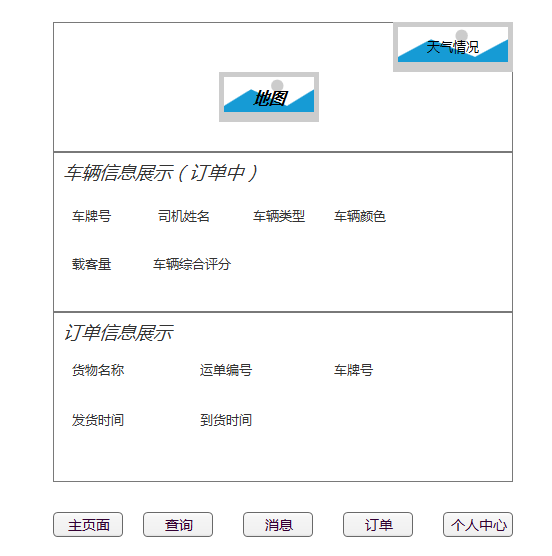 天气情况
地图
车辆信息展示（订单中）
车牌号 司机姓名 车辆类型 车辆颜色
载客量 车辆综合评分
订单信息展示
货物名称 运单编号 车牌号
发货时间 到货时间
主页面 查询 消息 订单 个人中心